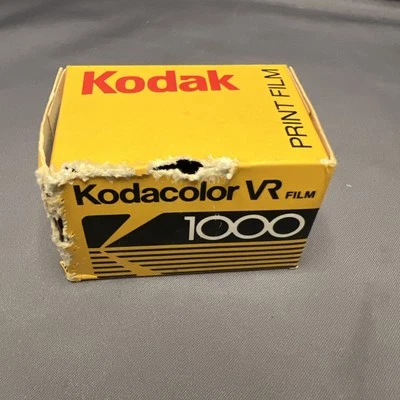 Kodak
PRINT FILM
Kodacolor VR FILM
1000